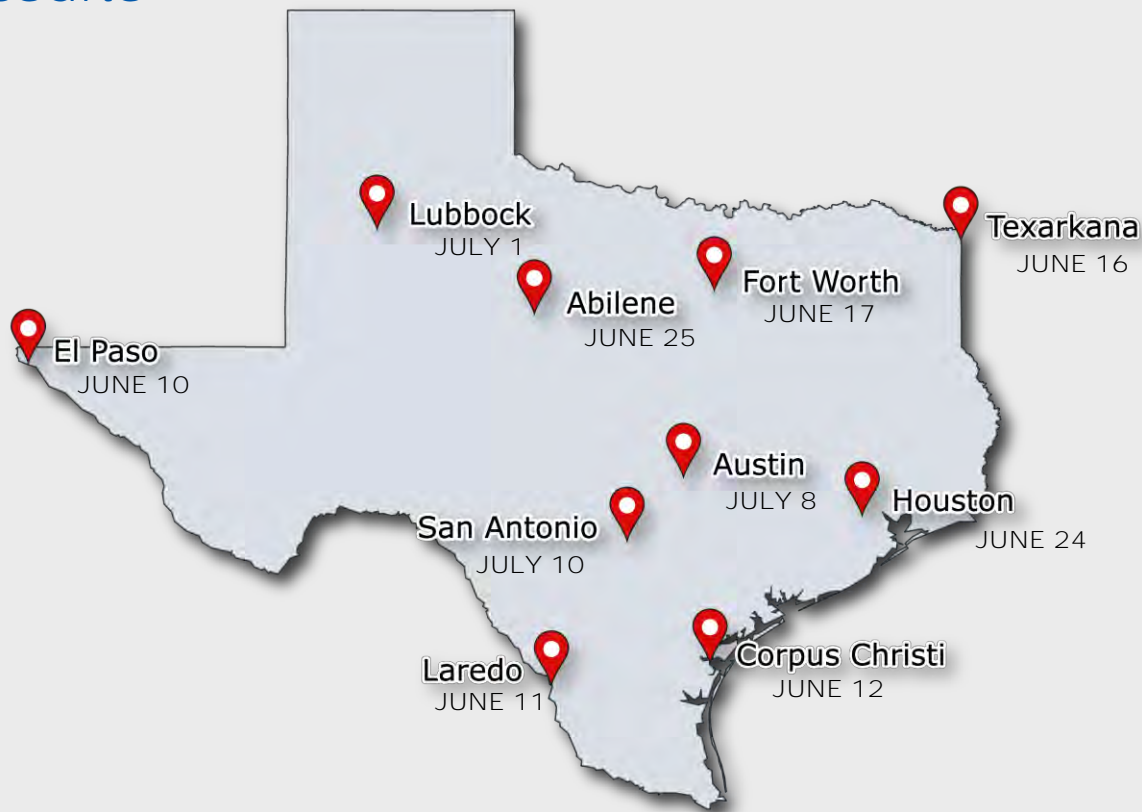 Lubbock
JULY 1
Texarkana
JUNE 16
Fort Worth
JUNE 17
Abilene
JUNE 25
El Paso
JUNE 10
Austin
JULY 8
Houston
JUNE 24
San Antonio
JULY 10
Corpus Christi
JUNE 12
Laredo
JUNE 11